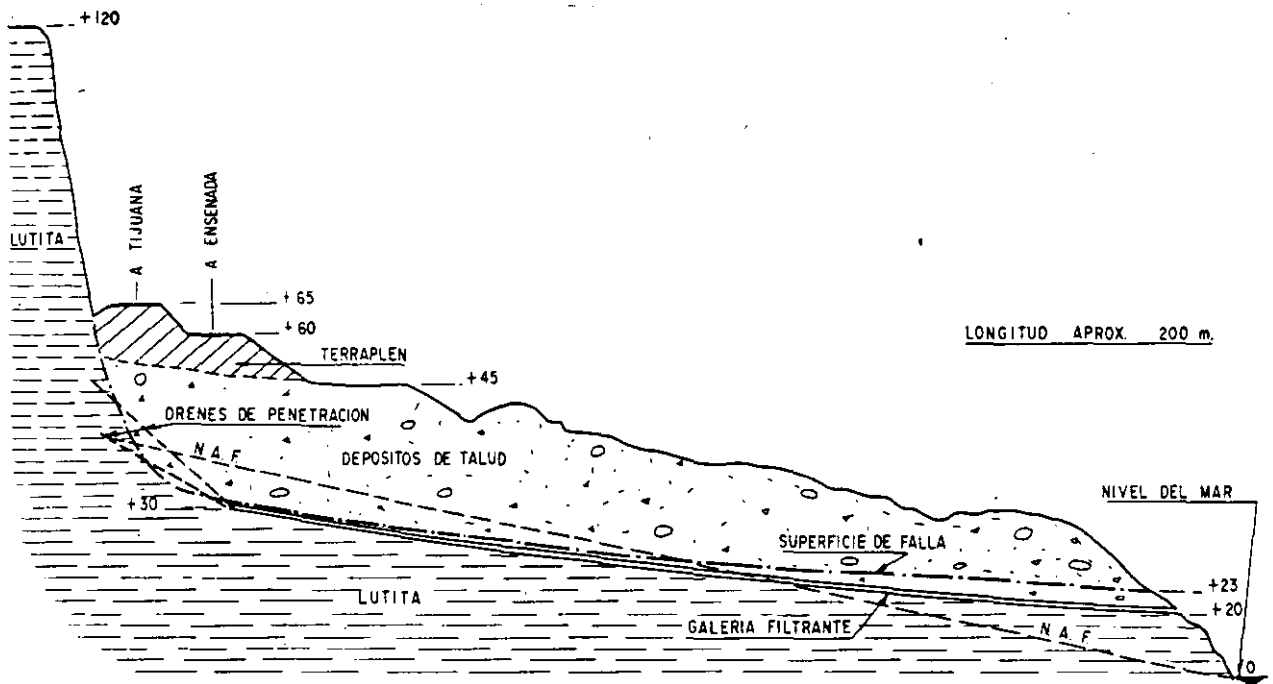 +120
LUTITA
A TIJUANA
A ENSENADA
+65
+60
TERRAPLEN
LONGITUD APROX. 200 m.
+45
DRENES DE PENETRACION
N.A.F.
DEPOSITOS DE TALUD
+30
NIVEL DEL MAR
SUPERFICIE DE FALLA
+23
LUTITA
+20
GALERIA FILTRANTE
N.A.F.
0